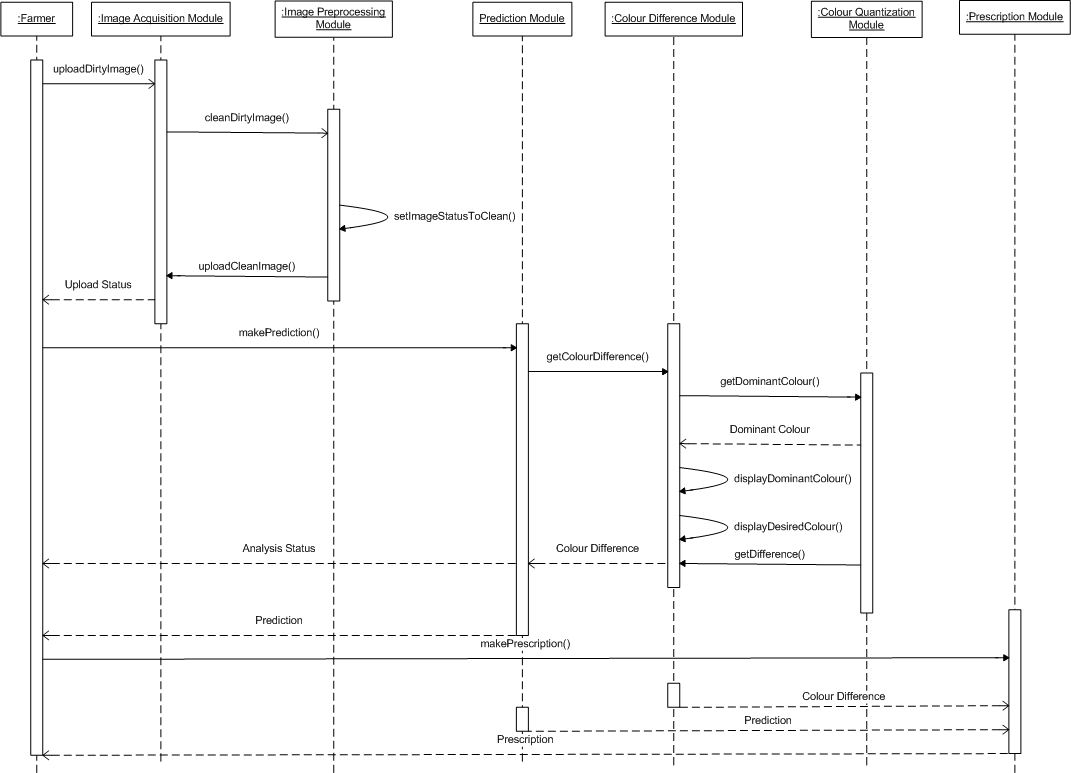 :Farmer
:Image Acquisition Module
:Image Preprocessing
Module
Prediction Module
:Colour Difference Module
:Colour Quantization
Module
:Prescription Module
uploadDirtyImage()
cleanDirtyImage()
setImageStatusToClean()
uploadCleanImage()
Upload Status
makePrediction()
getColourDifference()
getDominantColour()
Dominant Colour
displayDominantColour()
displayDesiredColour()
Analysis Status
Colour Difference
getDifference()
Prediction
makePrescription()
Colour Difference
Prediction
Prescription